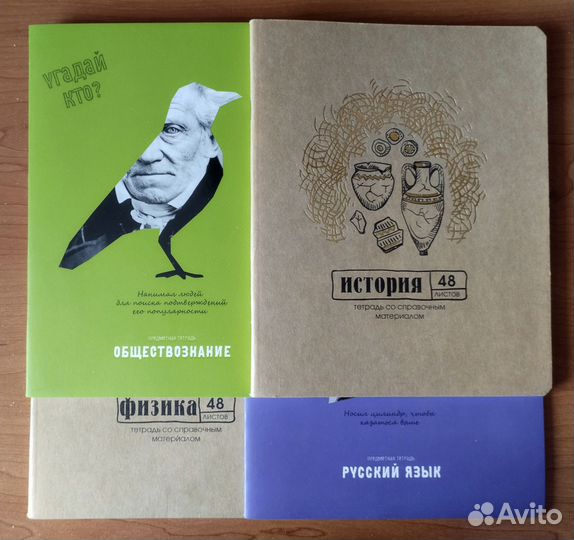 угадай
кто?
Нанимал людей
для поиска подтверждений
его популярности
ПРЕДМЕТНАЯ ТЕТРАДЬ
ОБЩЕСТВОЗНАНИЕ
история 48
листов
тетрадь со справочным
материалом
физика 48
листов
тетрадь со справочным
материалом
Носил цилиндр, чтобы
казаться выше
ПРЕДМЕТНАЯ ТЕТРАДЬ
РУССКИЙ ЯЗЫК
Avito